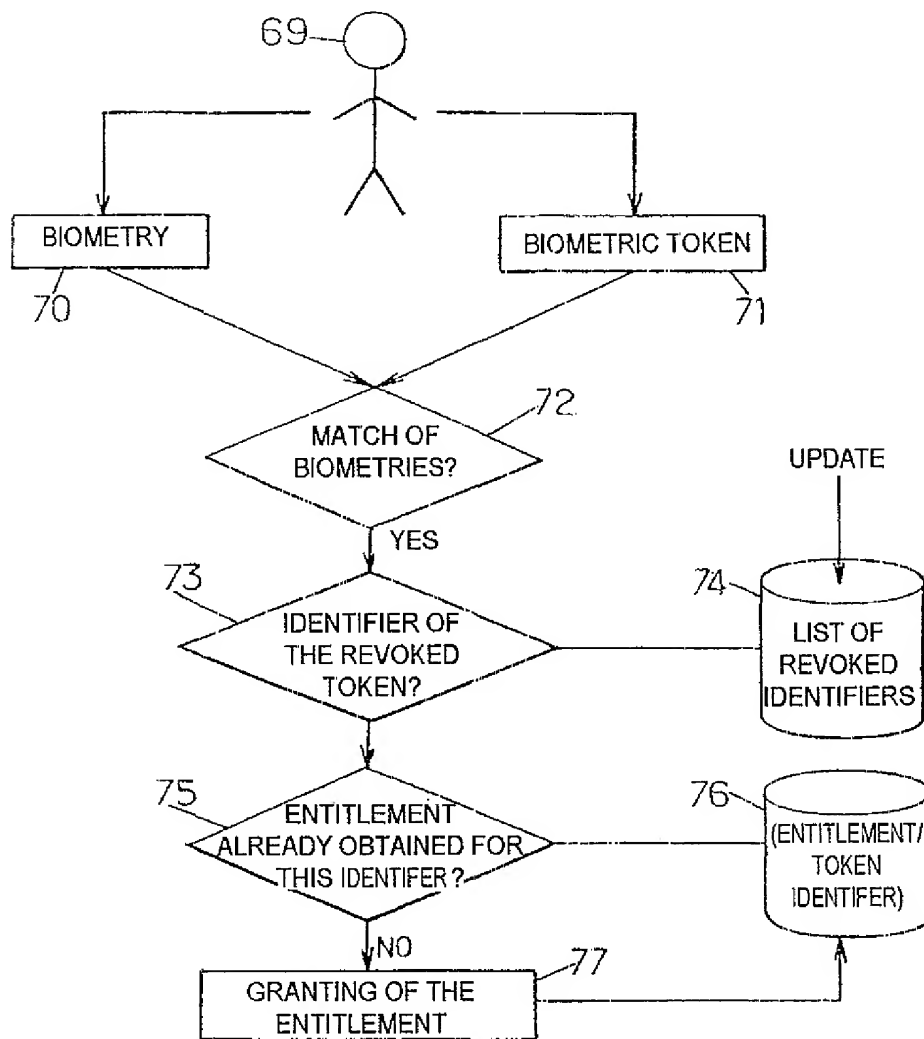 69
BIOMETRY
BIOMETRIC TOKEN
70
71
72
MATCH OF
BIOMETRIES?
YES
UPDATE
73
IDENTIFIER OF
THE REVOKED
TOKEN?
74
LIST OF
REVOKED
IDENTIFIERS
75
ENTITLEMENT
ALREADY OBTAINED FOR
THIS IDENTIFER?
76
(ENTITLEMENT/
TOKEN
IDENTIFER)
NO
77
GRANTING OF THE
ENTITLEMENT